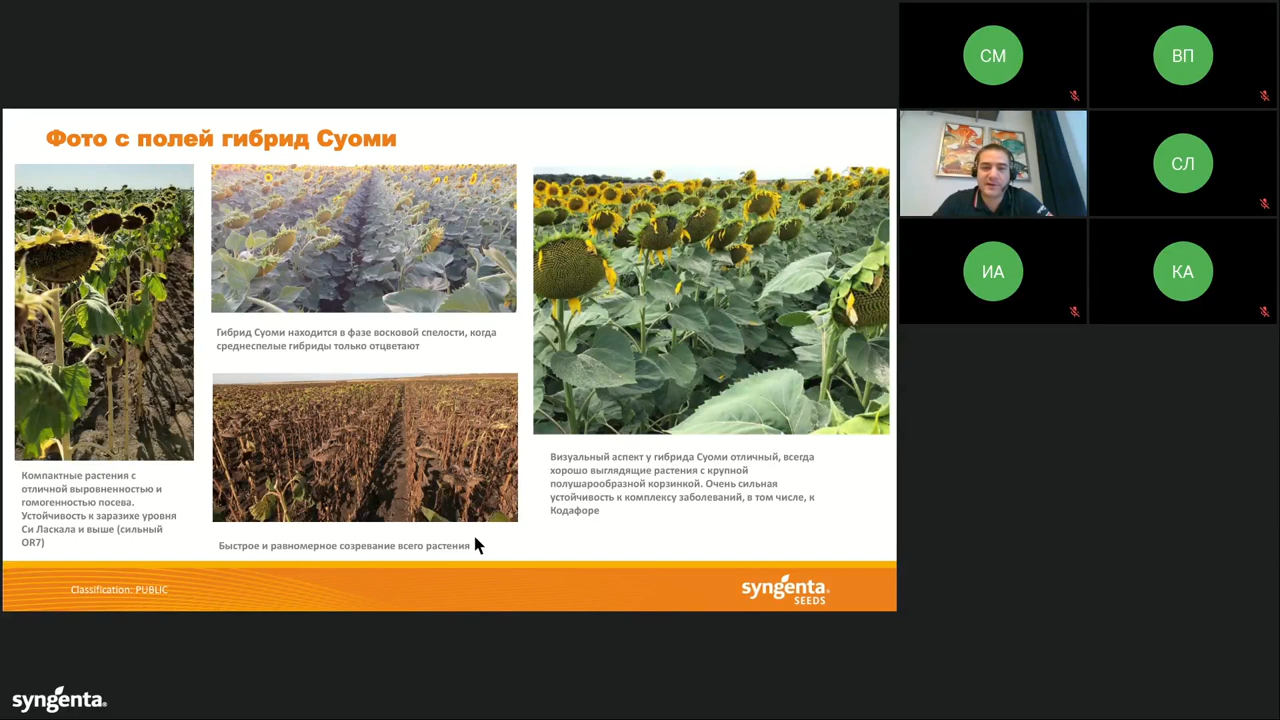 Фото с полей гибрид Суоми
Гибрид Суоми находится в фазе восковой спелости, когда
среднеспелые гибриды только отцветают
Компактные растения с
отличной выровненностью и
гомогенностью посева.
Устойчивость к заразихе уровня
Си Ласкала и выше (сильный
OR7)
Быстрое и равномерное созревание всего растения
Визуальный аспект у гибрида Суоми отличный, всегда
хорошо выглядящие растения с крупной
полушарообразной корзинкой. Очень сильная
устойчивость к комплексу заболеваний, в том числе, к
Кодафоре
Classification: PUBLIC
syngenta
SEEDS
СМ
ВП
СЛ
ИА
КА
syngenta